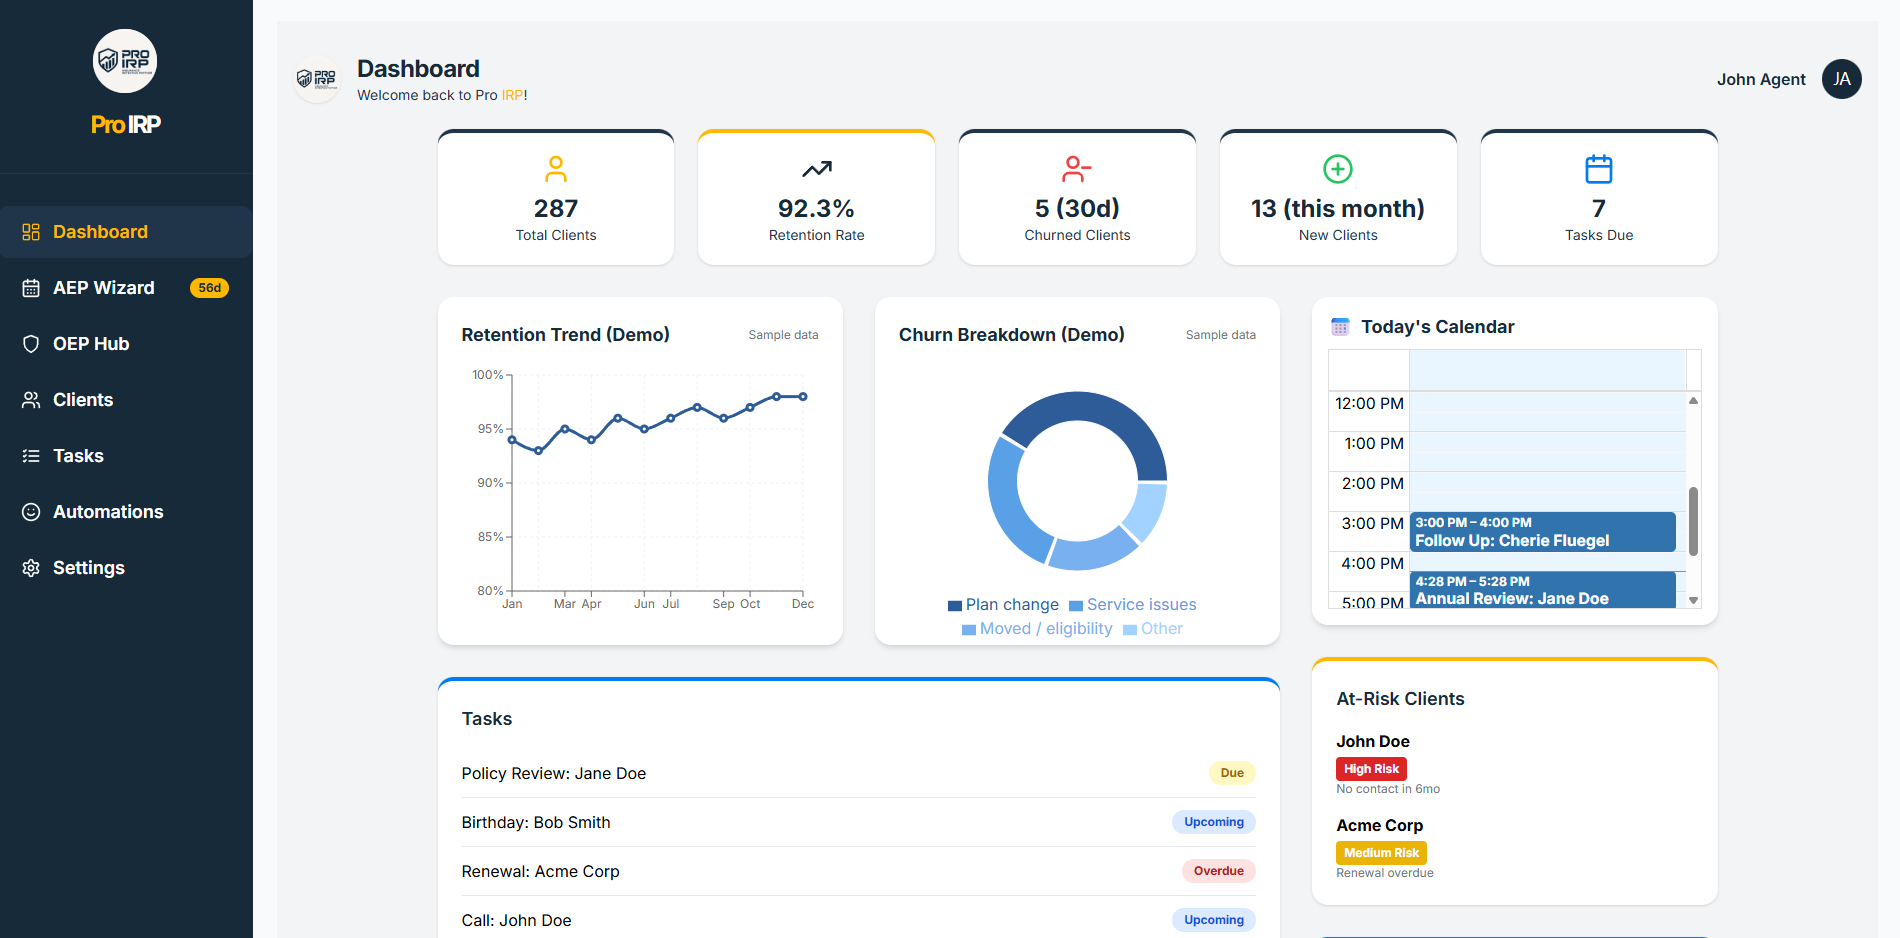 PRO
IRP
Pro IRP
Dashboard
AEP Wizard
56d
OEP Hub
Clients
Tasks
Automations
Settings
PRO
IRP
Dashboard
Welcome back to Pro IRP!
John Agent
JA
287
Total Clients
92.3%
Retention Rate
5 (30d)
Churned Clients
13 (this month)
New Clients
7
Tasks Due
Retention Trend (Demo)
Sample data
100%
95%
90%
85%
80%
Jan Mar Apr Jun Jul Sep Oct Dec
Churn Breakdown (Demo)
Sample data
Plan change Service issues
Moved / eligibility Other
Today's Calendar
12:00 PM
1:00 PM
2:00 PM
3:00 PM
3:00 PM – 4:00 PM
Follow Up: Cherie Fluegel
4:00 PM
4:28 PM – 5:28 PM
Annual Review: Jane Doe
5:00 PM
Tasks
Policy Review: Jane Doe
Due
Birthday: Bob Smith
Upcoming
Renewal: Acme Corp
Overdue
Call: John Doe
Upcoming
At-Risk Clients
John Doe
High Risk
No contact in 6mo
Acme Corp
Medium Risk
Renewal overdue